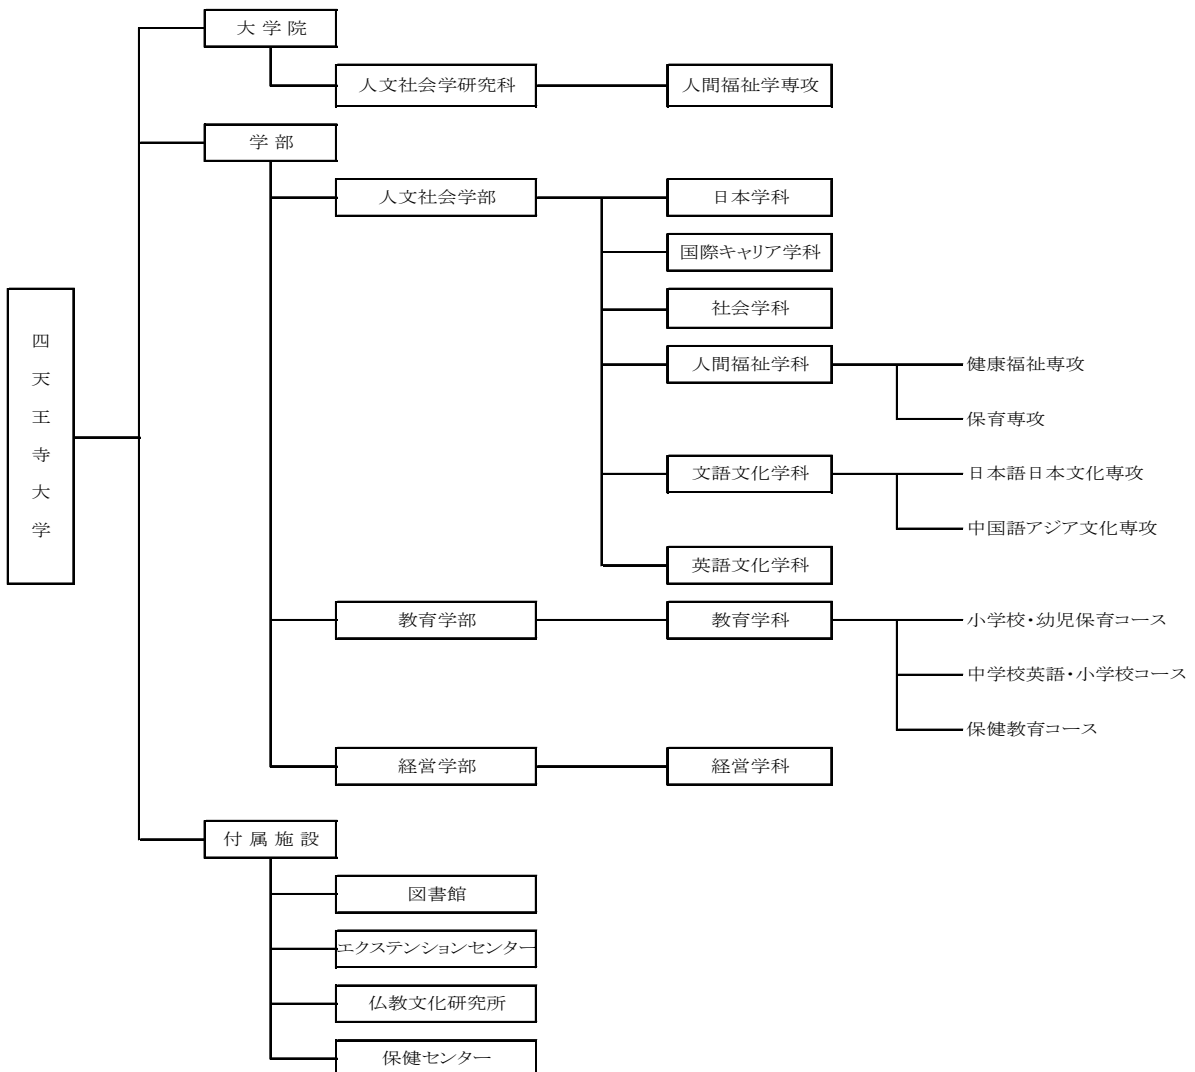 大学院
人文社会学研究科
人間福祉学専攻
学部
人文社会学部
日本学科
国際キャリア学科
社会学科
四天王寺大学
人間福祉学科
健康福祉専攻
保育専攻
文語文化学科
日本語日本文化専攻
中国語アジア文化専攻
英語文化学科
教育学部
教育学科
小学校・幼児保育コース
中学校英語・小学校コース
保健教育コース
経営学部
経営学科
付属施設
図書館
エクステンションセンター
仏教文化研究所
保健センター